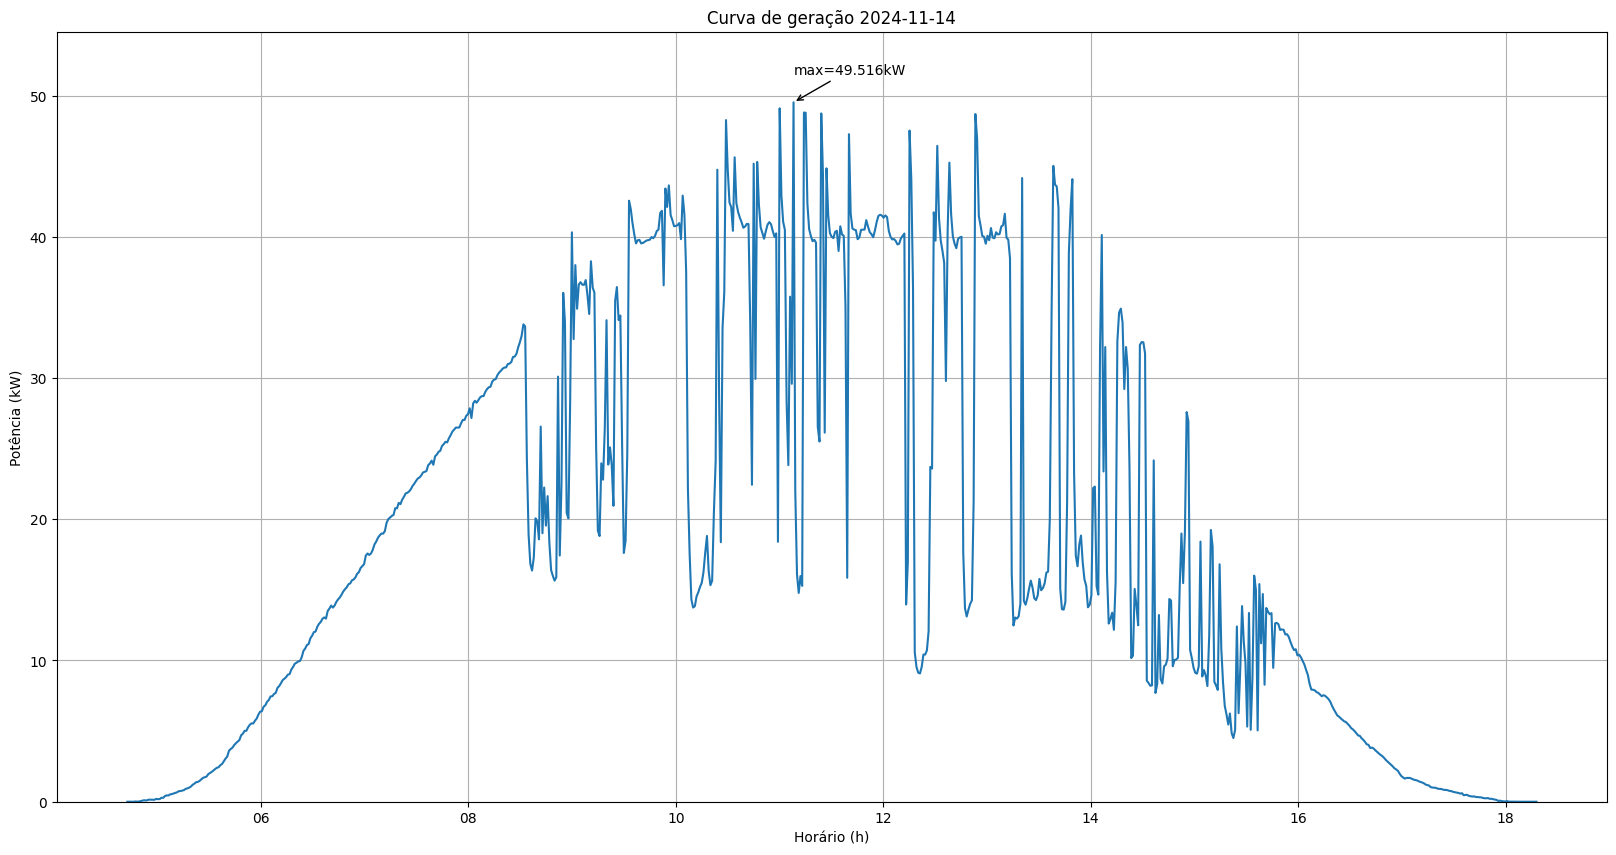 Curva de geração 2024-11-14
max=49.516kW
50
40
30
20
10
0
Potência (kW)
06 08 10 12 14 16 18
Horário (h)